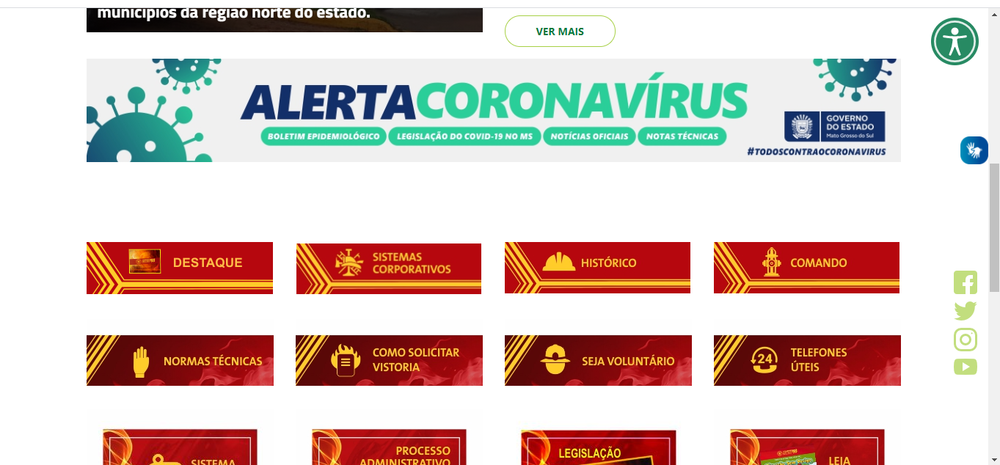 municípios da região norte do estado.
VER MAIS
ALERTACORONAVÍRUS
BOLETIM EPIDEMIOLÓGICO
LEGISLAÇÃO DO COVID-19 NO MS
NOTÍCIAS OFICIAIS
NOTAS TÉCNICAS
GOVERNO
DO ESTADO
Mato Grosso do Sul
#TODOSCONTRAOCORONAVIRUS
DESTAQUE
SISTEMAS
CORPORATIVOS
HISTÓRICO
COMANDO
NORMAS TÉCNICAS
COMO SOLICITAR
VISTORIA
SEJA VOLUNTÁRIO
24
TELEFONES
ÚTEIS
SISTEMA
PROCESSO
ADMINISTRATIVO
LEGISLAÇÃO
LEIA